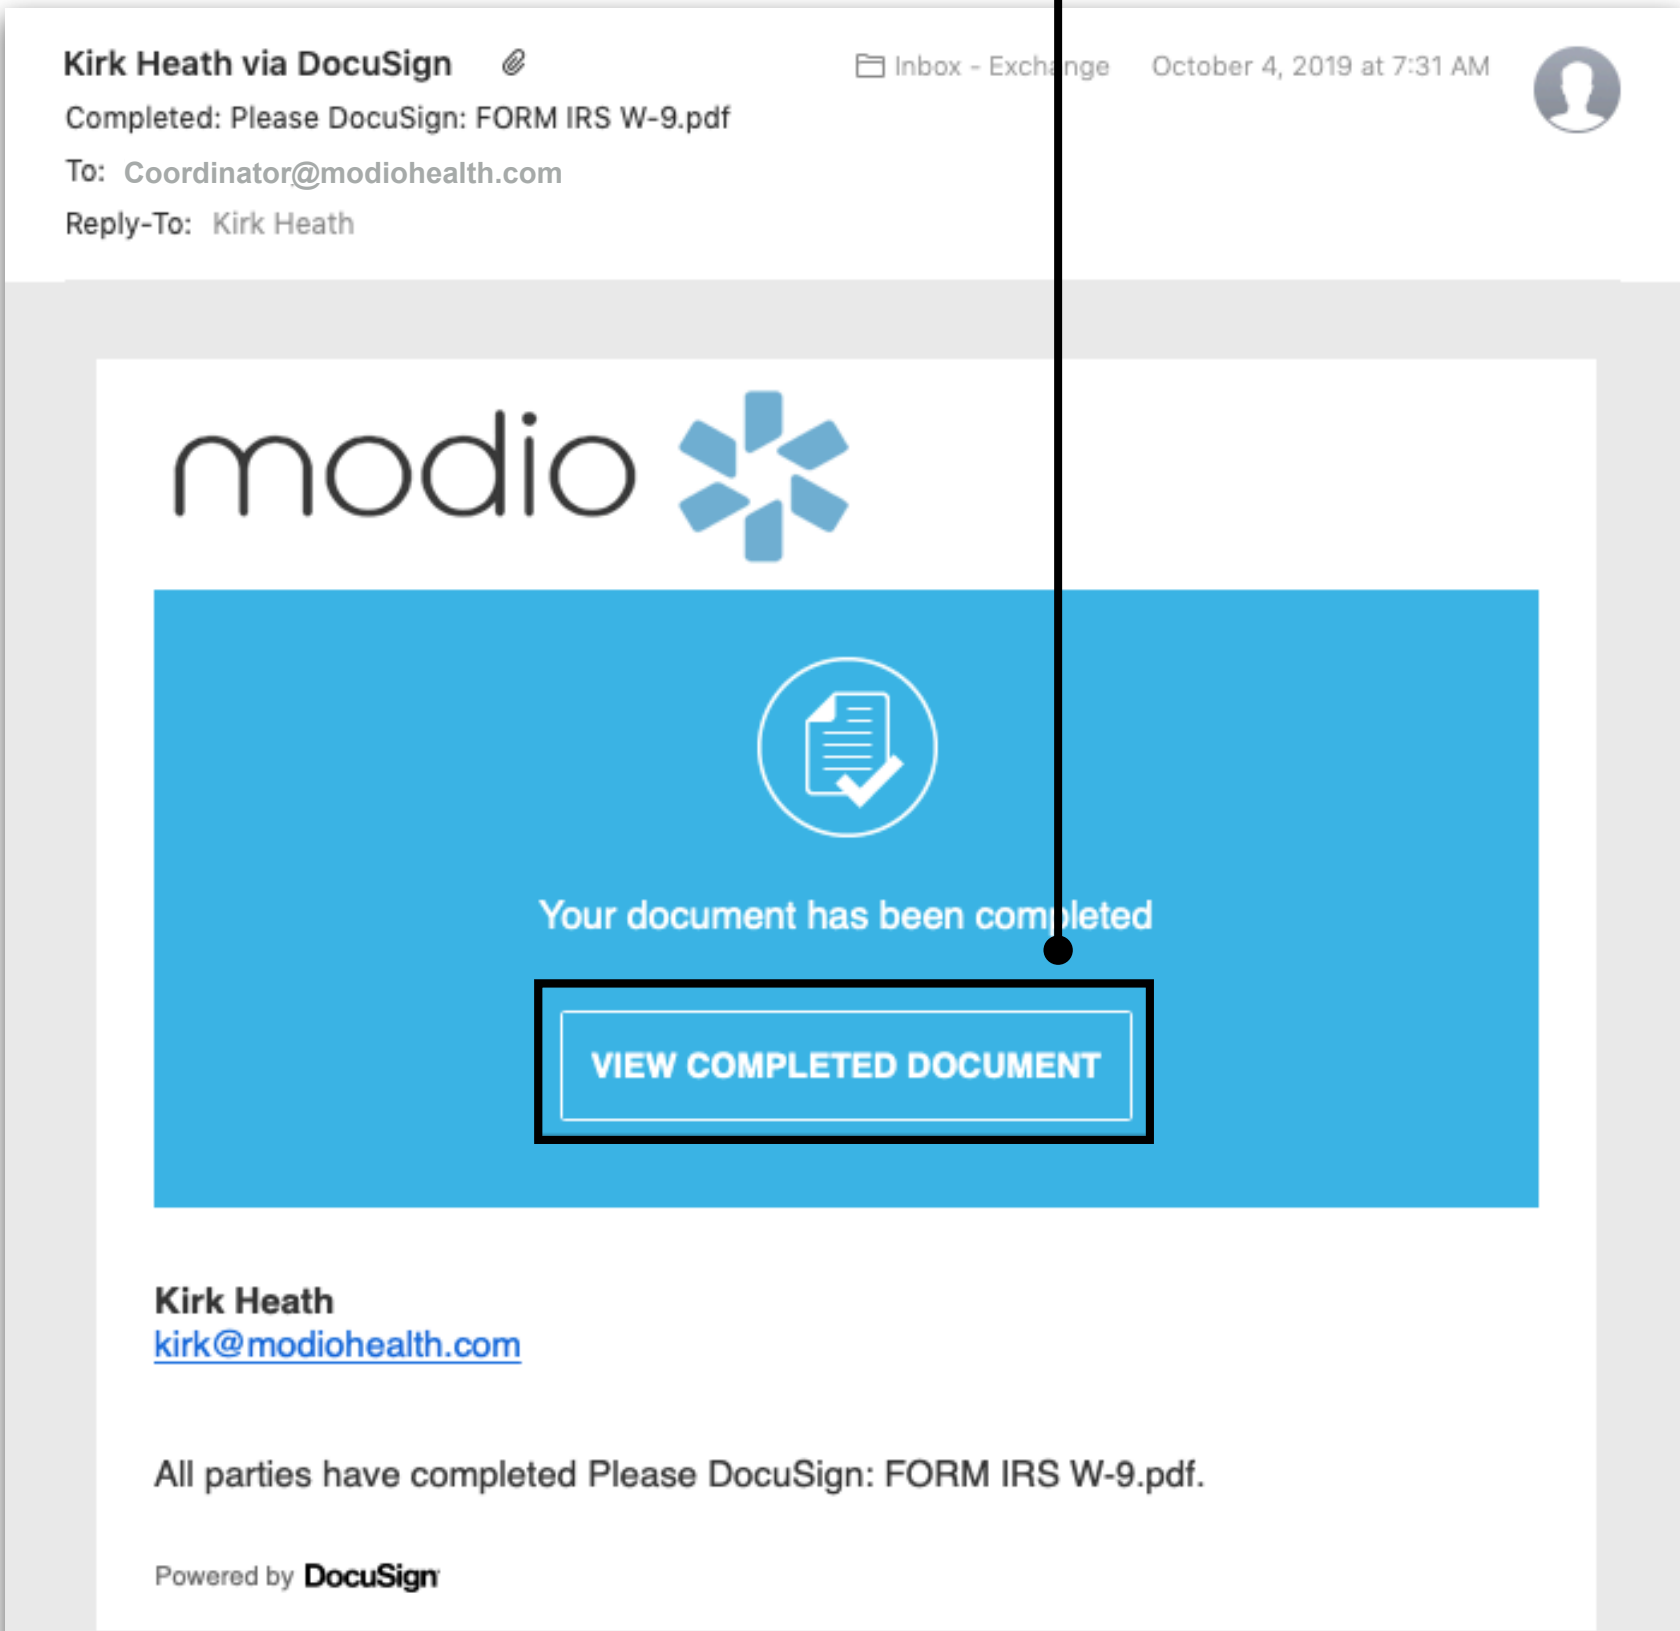 Kirk Heath via DocuSign
Inbox - Exchange October 4, 2019 at 7:31 AM
Completed: Please DocuSign: FORM IRS W-9.pdf
To: Coordinator@modiohealth.com
Reply-To: Kirk Heath
modio
Your document has been completed
VIEW COMPLETED DOCUMENT
Kirk Heath
kirk@modiohealth.com
All parties have completed Please DocuSign: FORM IRS W-9.pdf.
Powered by DocuSign